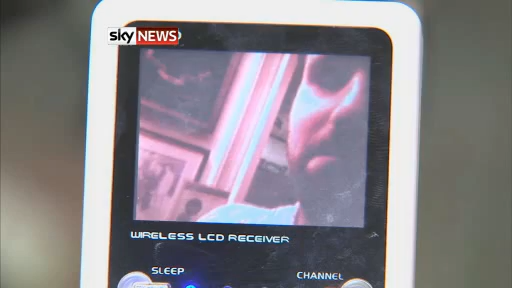 sky NEWS
WIRELESS LCD RECEIVER
SLEEP
CHANNEL